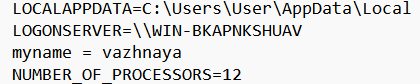 LOCALAPPDATA=C:\Users\User\AppData\Local
LOGONSERVER=\\WIN-BKAPNKSHUAV
myname = vazhnaya
NUMBER_OF_PROCESSORS=12